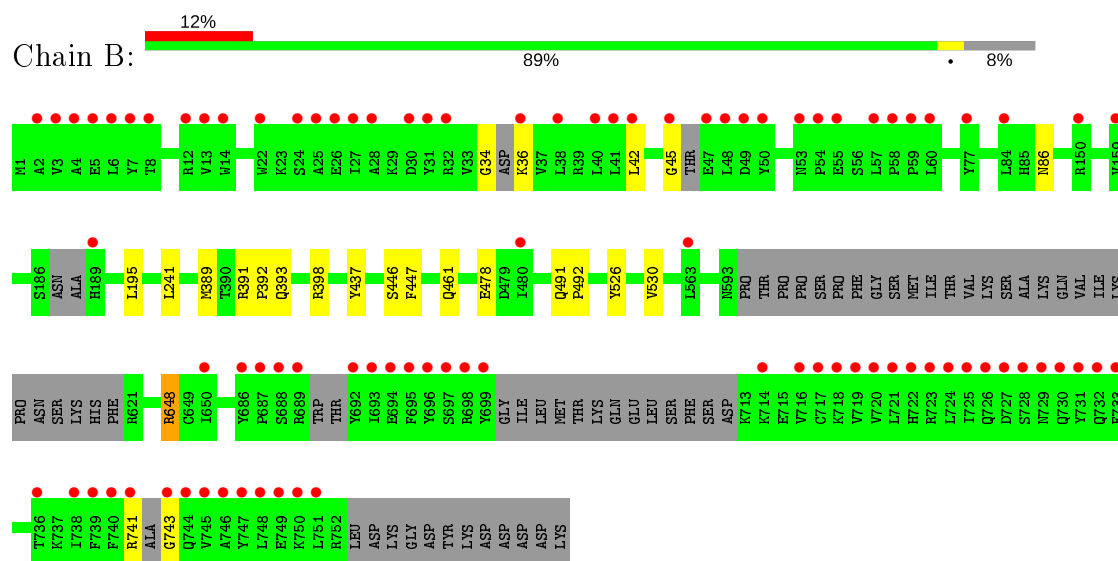 12%
Chain B:
89% • 8%
M1 A2 V3 A4 E5 L6 Y7 T8 R12 V13 W14 W22 K23 S24 A25 E26 I27 A28 K29 D30 Y31 R32 V33 G34 ASP K36 V37 L38 R39 L40 L41 L42 G45 THR E47 L48 D49 Y50 N53 P54 E55 S56 L57 P58 P59 L60 Y77 L84 H85 N86 R150
S186 ASN ALA H189 L195 L241 M389 T390 R391 P392 Q393 R398 Y437 S446 F447 Q461 E478 D479 I480 Q491 P492 Y526 V530 L563 N593 PRO THR PRO PRO SER PRO PHE GLY SER MET ILE THR VAL LYS SER ALA LYS GLN VAL ILE LYS
PRO ASN SER LYS HIS PHE R621 R648 C649 I650 Y686 P687 S688 R689 TRP THR Y692 I693 E694 F695 Y696 S697 R698 Y699 GLY ILE LEU MET THR LYS GLN GLU LEU SER PHE SER ASP K713 K714 E715 V716 C717 K718 V719 V720 L721 H722 R723 L724 I725 Q726 D727 S728 N729 Q730 Y731 Q732
T736 K737 I738 F739 F740 R741 ALA G743 Q744 V745 A746 Y747 L748 E749 K750 L751 R752 LEU ASP LYS GLY ASP TYR LYS ASP ASP ASP ASP LYS